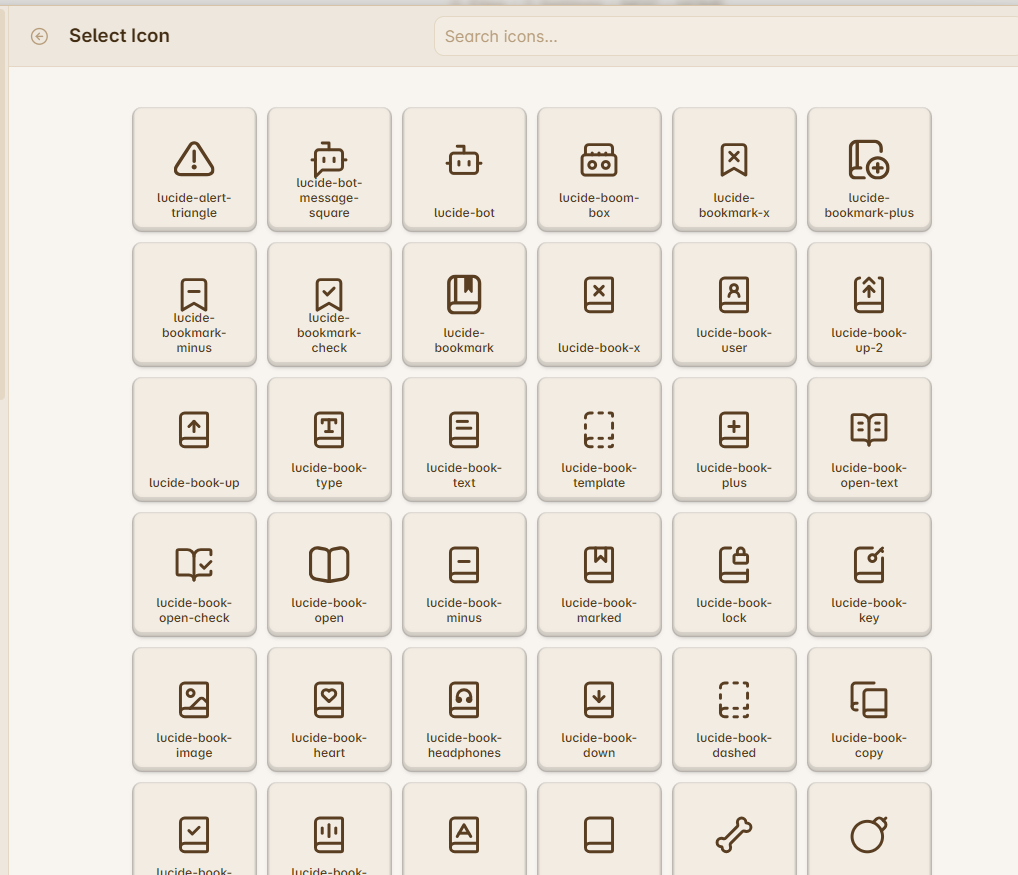 Select Icon
Search icons...
lucide-alert-
triangle
lucide-bot-
message-
square
lucide-bot
lucide-boom-
box
lucide-
bookmark-x
lucide-
bookmark-plus
lucide-
bookmark-
minus
lucide-
bookmark-
check
lucide-
bookmark
lucide-book-x
lucide-book-
user
lucide-book-
up-2
lucide-book-up
lucide-book-
type
lucide-book-
text
lucide-book-
template
lucide-book-
plus
lucide-book-
open-text
lucide-book-
open-check
lucide-book-
open
lucide-book-
minus
lucide-book-
marked
lucide-book-
lock
lucide-book-
key
lucide-book-
image
lucide-book-
heart
lucide-book-
headphones
lucide-book-
down
lucide-book-
dashed
lucide-book-
copy
lucide-book-
lucide-book-